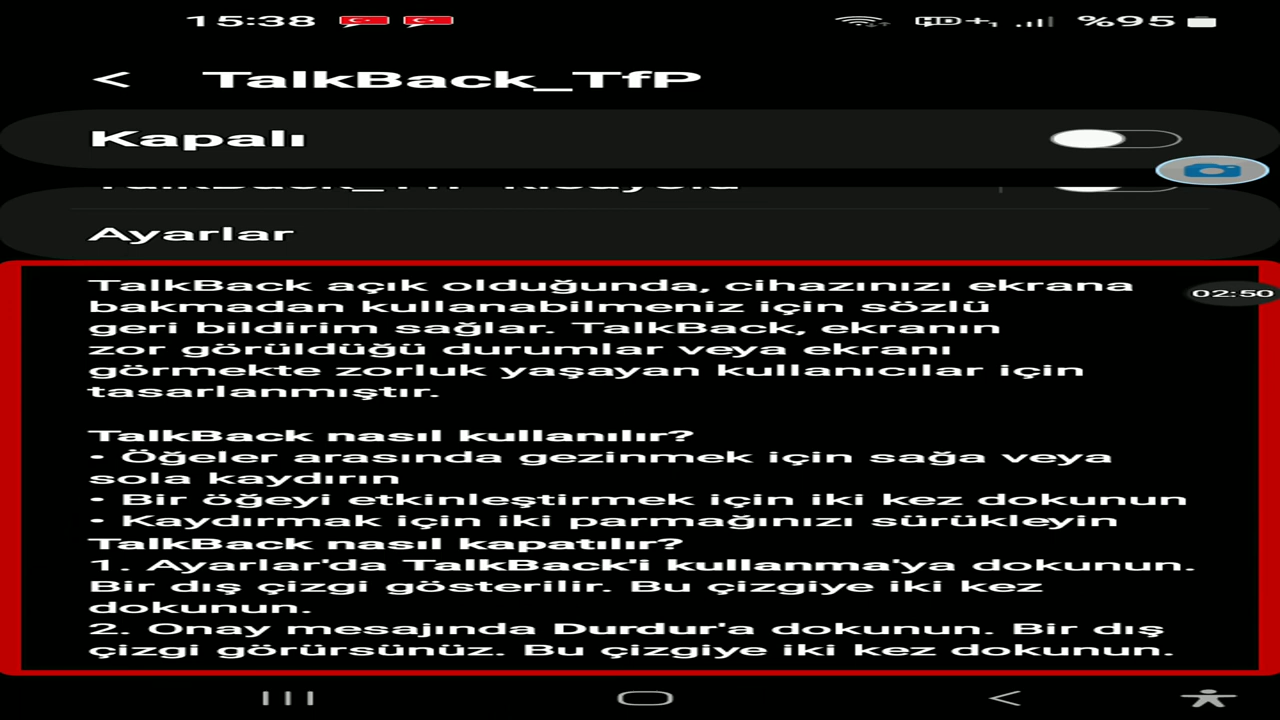 15:38 %95
TalkBack_TfP
Kapalı
Ayarlar
TalkBack açık olduğunda, cihazınızı ekrana
02:50
bakmadan kullanabilmeniz için sözlü
geri bildirim sağlar. TalkBack, ekranın
zor görüldüğü durumlar veya ekranı
görmekte zorluk yaşayan kullanıcılar için
tasarlanmıştır.
TalkBack nasıl kullanılır?
• Öğeler arasında gezinmek için sağa veya
sola kaydırın
• Bir öğeyi etkinleştirmek için iki kez dokunun
• Kaydırmak için iki parmağınızı sürükleyin
TalkBack nasıl kapatılır?
1. Ayarlar'da TalkBack'i kullanma'ya dokunun.
Bir dış çizgi gösterilir. Bu çizgiye iki kez
dokunun.
2. Onay mesajında Durdur'a dokunun. Bir dış
çizgi görürsünüz. Bu çizgiye iki kez dokunun.